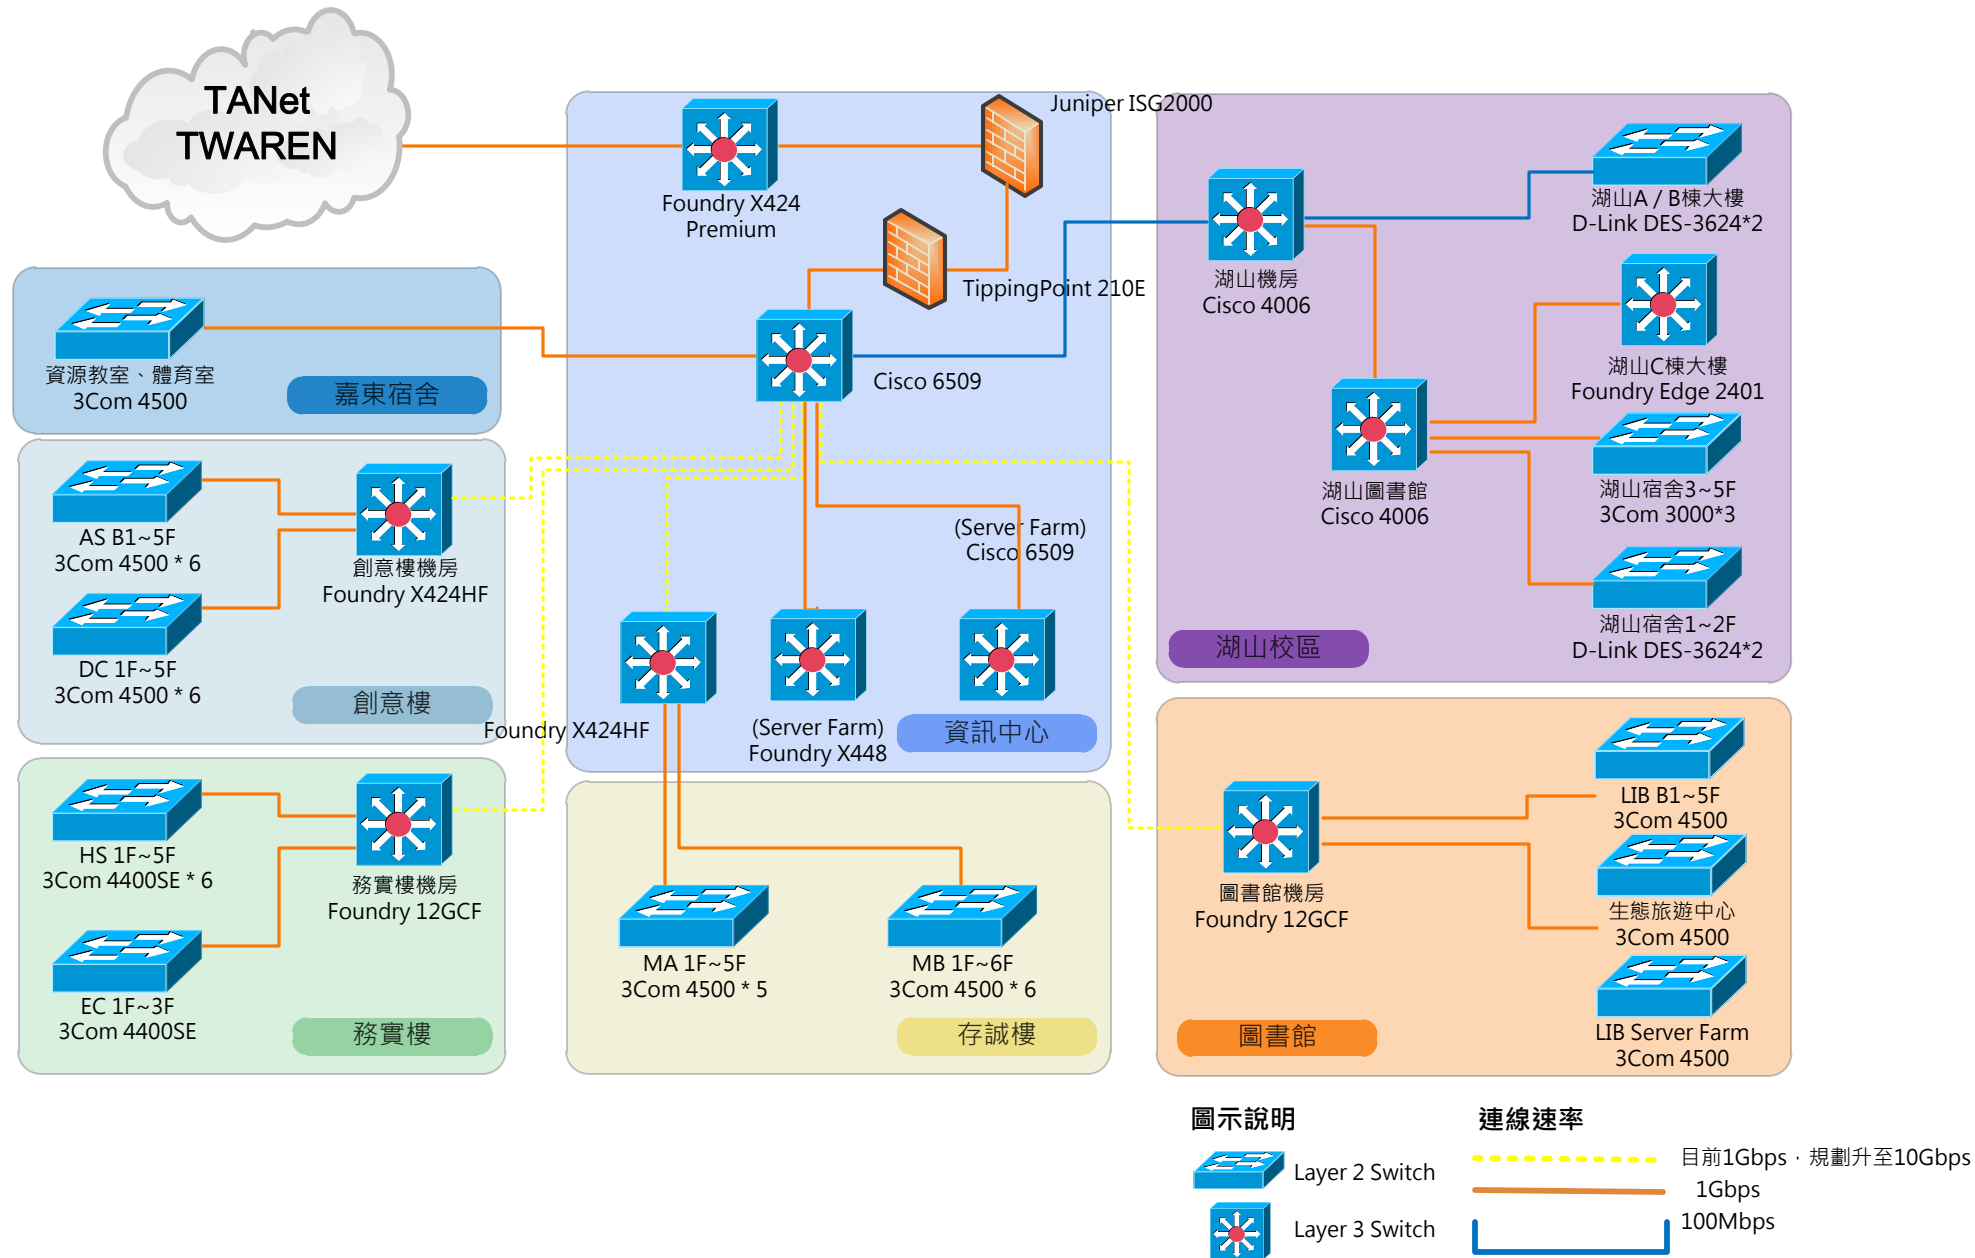 TANet
TWAREN
Juniper ISG2000
Foundry X424
Premium
TippingPoint 210E
Cisco 6509
(Server Farm)
Cisco 6509
Foundry X424HF
(Server Farm)
Foundry X448
資訊中心
資源教室、體育室
3Com 4500
嘉東宿舍
AS B1~5F
3Com 4500 * 6
創意樓機房
Foundry X424HF
DC 1F~5F
3Com 4500 * 6
創意樓
HS 1F~5F
3Com 4400SE * 6
務實樓機房
Foundry 12GCF
EC 1F~3F
3Com 4400SE
務實樓
MA 1F~5F
3Com 4500 * 5
MB 1F~6F
3Com 4500 * 6
存誠樓
湖山機房
Cisco 4006
湖山A / B棟大樓
D-Link DES-3624*2
湖山C棟大樓
Foundry Edge 2401
湖山圖書館
Cisco 4006
湖山宿舍3~5F
3Com 3000*3
湖山宿舍1~2F
D-Link DES-3624*2
湖山校區
圖書館機房
Foundry 12GCF
LIB B1~5F
3Com 4500
生態旅遊中心
3Com 4500
LIB Server Farm
3Com 4500
圖書館
圖示說明
Layer 2 Switch
Layer 3 Switch
連線速率
目前1Gbps，規劃升至10Gbps
1Gbps
100Mbps